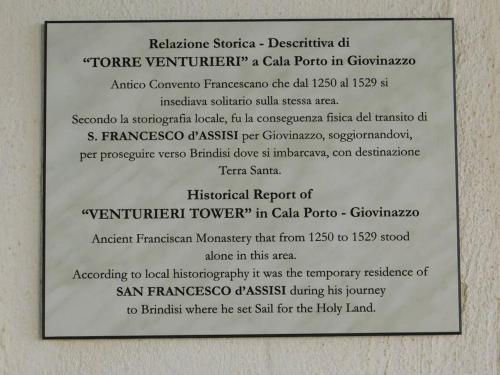 Relazione Storica - Descrittiva di
“TORRE VENTURIERI” a Cala Porto in Giovinazzo
Antico Convento Francescano che dal 1250 al 1529 si
insediava solitario sulla stessa area.
Secondo la storiografia locale, fu la conseguenza fisica del transito di
S. FRANCESCO d’ASSISI per Giovinazzo, soggiornandovi,
per proseguire verso Brindisi dove si imbarcava, con destinazione
Terra Santa.
Historical Report of
“VENTURIERI TOWER” in Cala Porto - Giovinazzo
Ancient Franciscan Monastery that from 1250 to 1529 stood
alone in this area.
According to local historiography it was the temporary residence of
SAN FRANCESCO d’ASSISI during his journey
to Brindisi where he set Sail for the Holy Land.